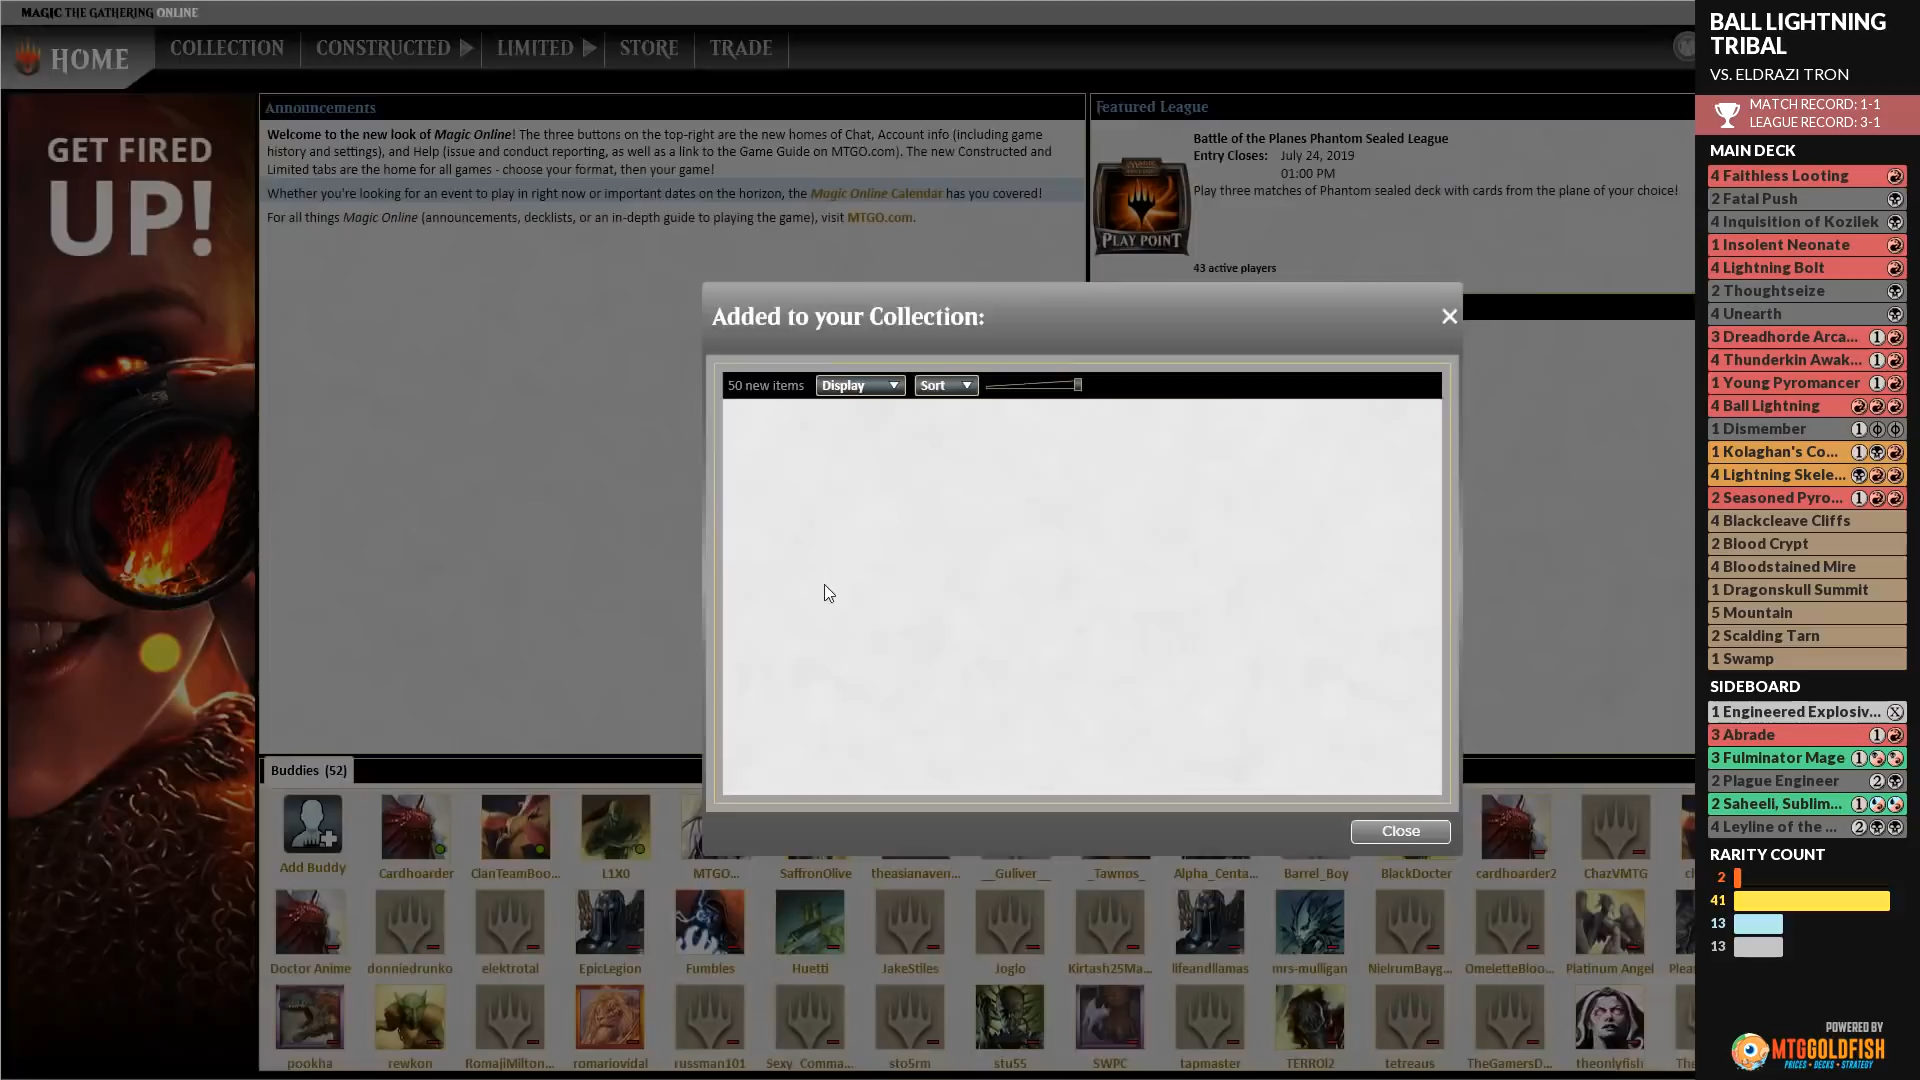 MAGIC THE GATHERING ONLINE
HOME
COLLECTION
CONSTRUCTED
LIMITED
STORE
TRADE
GET FIRED
UP!
Announcements
Welcome to the new look of Magic Online! The three buttons on the top-right are the new homes of Chat, Account info (including game
history and settings), and Help (issue and conduct reporting, as well as a link to the Game Guide on MTGO.com). The new Constructed and
Limited tabs are the home for all games - choose your format, then your game!
Whether you're looking for an event to play in right now or important dates on the horizon, the Magic Online Calendar has you covered!
For all things Magic Online (announcements, decklists, or an in-depth guide to playing the game), visit MTGO.com.
Featured League
Battle of the Planes Phantom Sealed League
Entry Closes: July 24, 2019
01:00 PM
Play three matches of Phantom sealed deck with cards from the plane of your choice!
PLAY POINT
43 active players
Added to your Collection:
50 new items
Display
Sort
Close
Buddies (52)
Add Buddy
Cardhoarder
ClanTeamBoo...
L1X0
MTGO...
SaffronOlive
theasianaven...
__Guliver__
_Tawnos_
Alpha_Centa...
Barrel_Boy
BlackDocter
cardhoarder2
ChazVMTG
Doctor Anime
donniedrunko
elektrotal
EpicLegion
Fumbles
Huetti
JakeStiles
Joglo
Kirtash25Ma...
lifeandllamas
mrs-mulligan
NielrumBayg...
OmeletteBloo...
Platinum Angel
pookha
rewkon
RomajiMilton...
romariovidal
russman101
Sexy_Comma...
sto5rm
stu55
SWPC
tapmaster
TERROl2
tetreaus
TheGamersD...
theonlyfish
BALL LIGHTNING
TRIBAL
VS. ELDRAZI TRON
MATCH RECORD: 1-1
LEAGUE RECORD: 3-1
MAIN DECK
4 Faithless Looting
2 Fatal Push
4 Inquisition of Kozilek
1 Insolent Neonate
4 Lightning Bolt
2 Thoughtseize
4 Unearth
3 Dreadhorde Arca... 1
4 Thunderkin Awak... 1
1 Young Pyromancer 1
4 Ball Lightning
1 Dismember 1
1 Kolaghan's Co... 1
4 Lightning Skele...
2 Seasoned Pyro... 1
4 Blackcleave Cliffs
2 Blood Crypt
4 Bloodstained Mire
1 Dragonskull Summit
5 Mountain
2 Scalding Tarn
1 Swamp
SIDEBOARD
1 Engineered Explosiv... X
3 Abrade 1
3 Fulminator Mage 1
2 Plague Engineer 2
2 Saheeli, Sublim... 1
4 Leyline of the ... 2
RARITY COUNT
2
41
13
13
POWERED BY
MTGGOLDFISH
PRICES • DECKS • STRATEGY